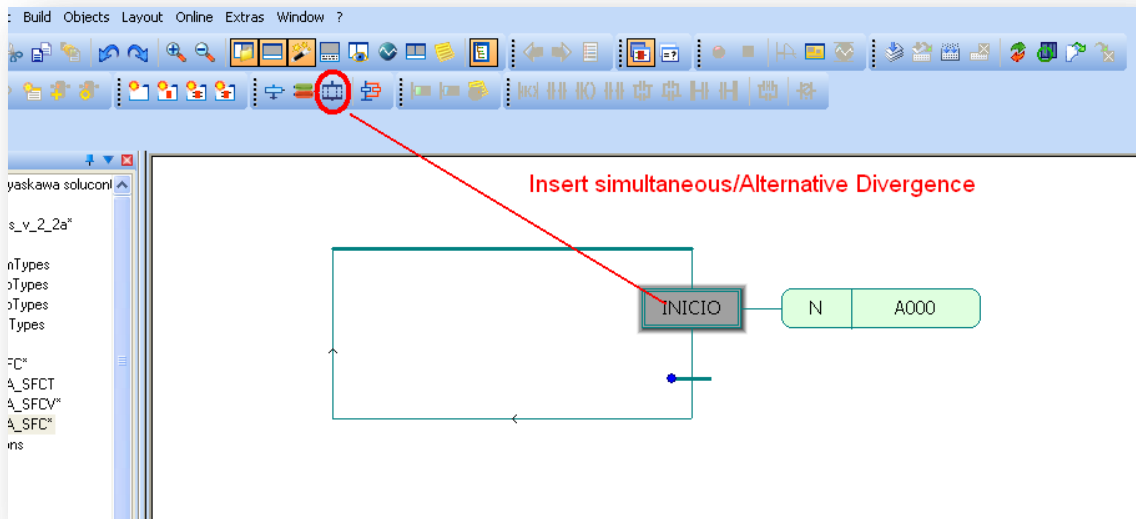 : Build Objects Layout Online Extras Window ?
yaskawa solucont
Insert simultaneous/Alternative Divergence
s_v_2_2a*
nTypes
oTypes
oTypes
Types
INICIO N A000
FC*
A_SFCT
A_SFCV*
A_SFC*
ons